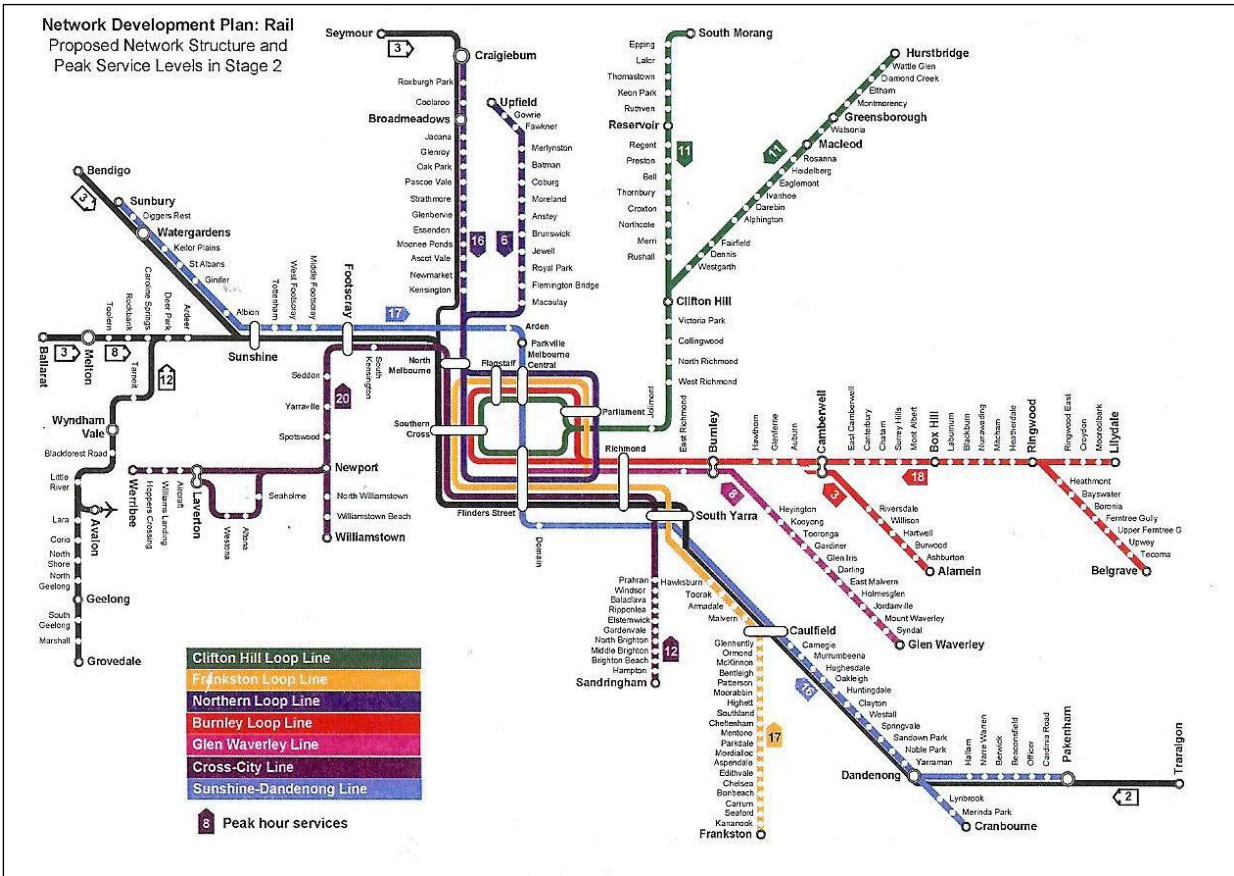 Network Development Plan: Rail
Proposed Network Structure and
Peak Service Levels in Stage 2
Seymour
3
Craigieburn
Roxburgh Park
Coolaroo
Broadmeadows
Jacana
Glenroy
Oak Park
Pascoe Vale
Strathmore
Glenbervie
Essenden
Moonee Ponds
Ascot Vale
Newmarket
Kensington
16
Upfield
Gowrie
Fawkner
Merlynston
Batman
Coburg
Moreland
Anstey
Brunswick
Jewell
Royal Park
Flemington Bridge
Macaulay
6
South Morang
Epping
Lalor
Thomastown
Keon Park
Ruthven
Reservoir
Regent
Preston
Bell
Thornbury
Croxton
Northcote
Merri
Rushall
11
Hurstbridge
Wattle Glen
Diamond Creek
Eltham
Montmorency
Greensborough
Watsonia
Macleod
Rosanna
Heidelberg
Eaglemont
Ivanhoe
Darebin
Alphington
Fairfield
Dennis
Westgarth
11
Clifton Hill
Victoria Park
Collingwood
North Richmond
West Richmond
Jolimont
Bendigo
3
Sunbury
Diggers Rest
Watergardens
Keilor Plains
St Albans
Ginifer
Albion
Sunshine
Tottenham
West Footscray
Middle Footscray
Footscray
17
Arden
Parkville
Melbourne
Central
Ballarat
3
Melton
Toolern
Rockbank
Caroline Springs
Deer Park
Ardeer
8
12
Tarneit
Wyndham
Vale
Blackforest Road
Little
River
Avalon
Lara
Corio
North
Shore
North
Geelong
Geelong
South
Geelong
Marshall
Grovedale
South
Kensington
Seddon
Yarraville
Spotswood
20
Newport
North Williamstown
Williamstown Beach
Williamstown
Werribee
Hoppers Crossing
Williams Landing
Aircraft
Laverton
Westona
Altona
Seaholme
North
Melbourne
Flagstaff
Parliament
Southern
Cross
Flinders Street
Richmond
Domain
South Yarra
East Richmond
Burnley
Hawthorn
Glenferrie
Auburn
Camberwell
East Camberwell
Canterbury
Chatam
Surrey Hills
Mont Albert
Box Hill
Laburnum
Blackburn
Nunawading
Mitcham
Heatherdale
Ringwood
Ringwood East
Croydon
Mooroolbark
Lilydale
18
3
8
Heathmont
Bayswater
Boronia
Ferntree Gully
Upper Ferntree G
Upwey
Tecoma
Belgrave
Riversdale
Willison
Hartwell
Burwood
Ashburton
Alamein
Heyington
Kooyong
Tooronga
Gardiner
Glen Iris
Darling
East Malvern
Holmesglen
Jordanville
Mount Waverley
Syndal
Glen Waverley
Prahran
Windsor
Balaclava
Ripponlea
Elsternwick
Gardenvale
North Brighton
Middle Brighton
Brighton Beach
Hampton
Sandringham
12
Hawksburn
Toorak
Armadale
Malvern
Caulfield
Glenhuntly
Ormond
McKinnon
Bentleigh
Patterson
Moorabbin
Highett
Southland
Cheltenham
Mentone
Parkdale
Mordialloc
Aspendale
Edithvale
Chelsea
Bonbeach
Carrum
Seaford
Kananook
Frankston
17
Carnegie
Murrumbeena
Hughesdale
Oakleigh
Huntingdale
Clayton
Westall
Springvale
Sandown Park
Noble Park
Yarraman
16
Dandenong
Hallam
Narre Warren
Berwick
Beaconsfield
Officer
Cardinia Road
Pakenham
Traralgon
2
Lynbrook
Merinda Park
Cranbourne
Clifton Hill Loop Line
Frankston Loop Line
Northern Loop Line
Burnley Loop Line
Glen Waverley Line
Cross-City Line
Sunshine-Dandenong Line
8
Peak hour services